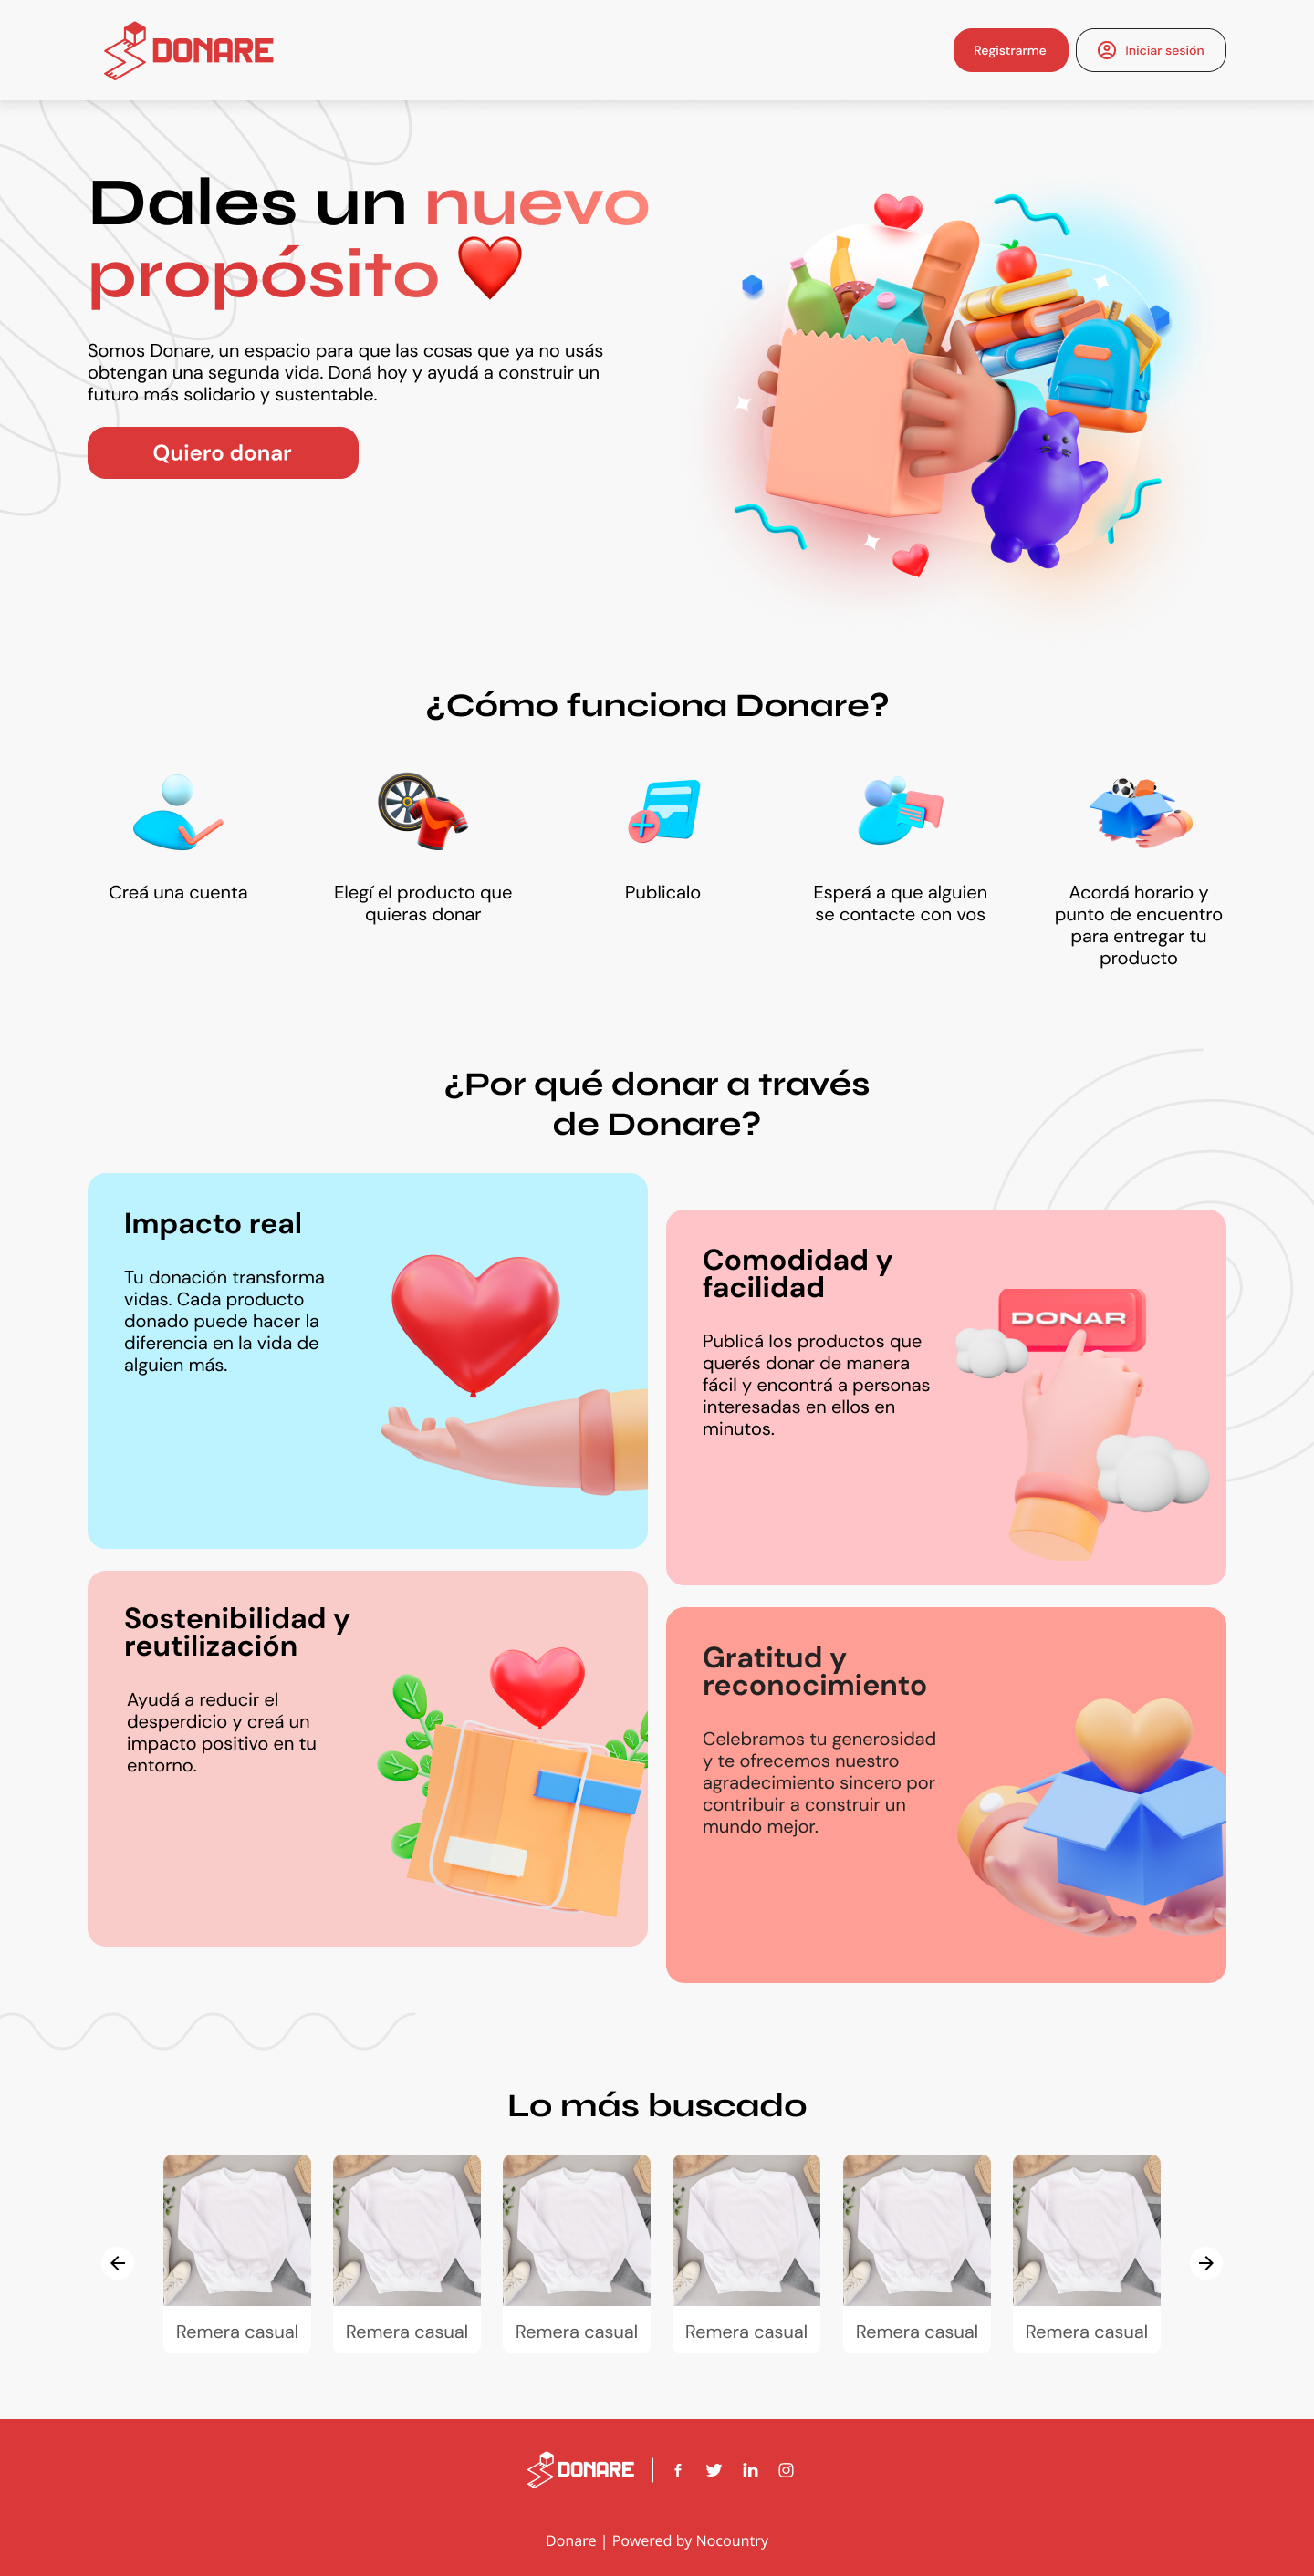 DONARE
Registrarme
Iniciar sesión
Dales un nuevo
propósito
Somos Donare, un espacio para que las cosas que ya no usás
obtengan una segunda vida. Doná hoy y ayudá a construir un
futuro más solidario y sustentable.
Quiero donar
¿Cómo funciona Donare?
Creá una cuenta
Elegí el producto que
quieras donar
Publicalo
Esperá a que alguien
se contacte con vos
Acordá horario y
punto de encuentro
para entregar tu
producto
¿Por qué donar a través
de Donare?
Impacto real
Tu donación transforma
vidas. Cada producto
donado puede hacer la
diferencia en la vida de
alguien más.
Comodidad y
facilidad
Publicá los productos que
querés donar de manera
fácil y encontrá a personas
interesadas en ellos en
minutos.
DONAR
Sostenibilidad y
reutilización
Ayudá a reducir el
desperdicio y creá un
impacto positivo en tu
entorno.
Gratitud y
reconocimiento
Celebramos tu generosidad
y te ofrecemos nuestro
agradecimiento sincero por
contribuir a construir un
mundo mejor.
Lo más buscado
Remera casual
Remera casual
Remera casual
Remera casual
Remera casual
Remera casual
DONARE
Donare | Powered by Nocountry